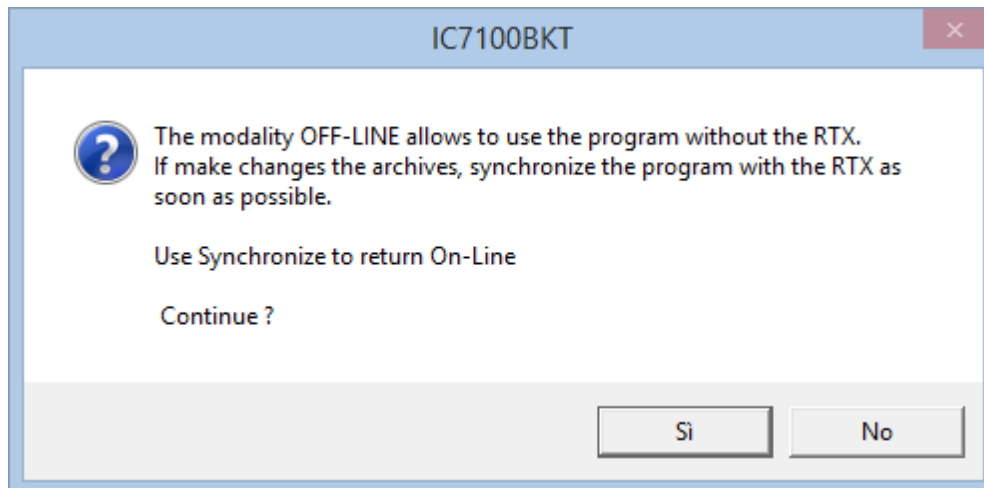 IC7100BKT
The modality OFF-LINE allows to use the program without the RTX.
If make changes the archives, synchronize the program with the RTX as
soon as possible.
Use Synchronize to return On-Line
Continue ?
Sì
No